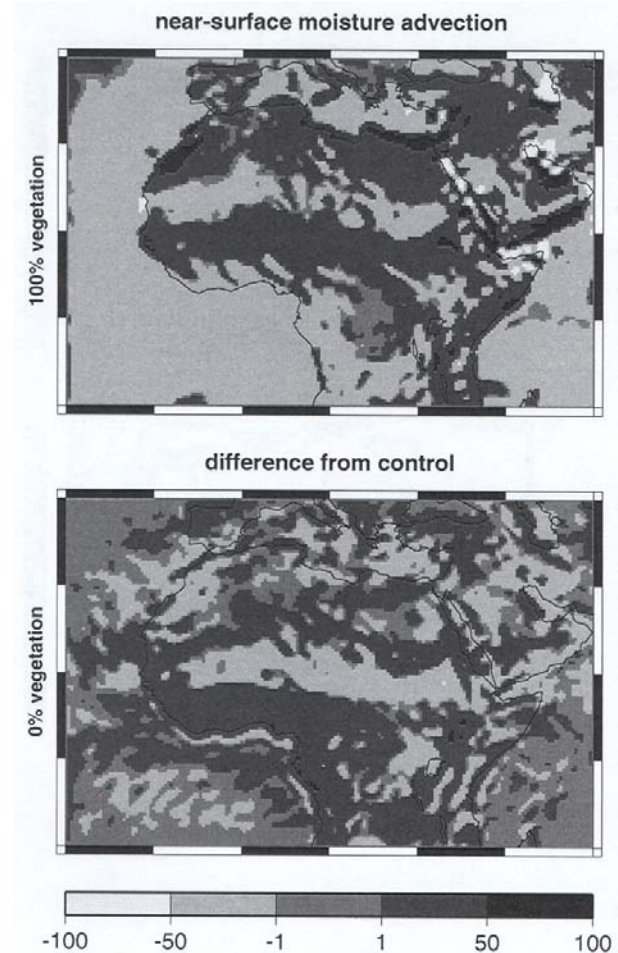 near-surface moisture advection
100% vegetation
difference from control
0% vegetation
-100 -50 -1 1 50 100